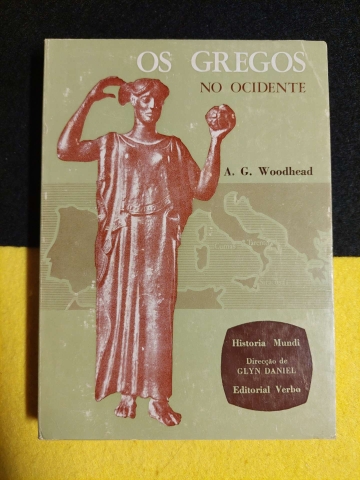 OS GREGOS
NO OCIDENTE
A. G. Woodhead
Historia Mundi
Direcção de
GLYN DANIEL
Editorial Verbo